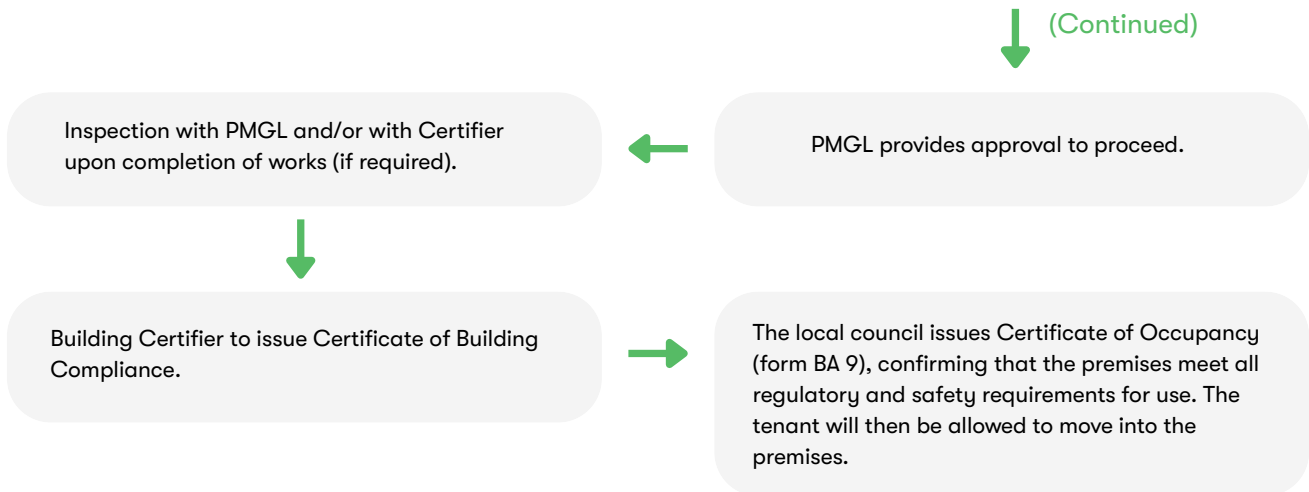 (Continued)
PMGL provides approval to proceed.
Inspection with PMGL and/or with Certifier
upon completion of works (if required).
Building Certifier to issue Certificate of Building
Compliance.
The local council issues Certificate of Occupancy
(form BA 9), confirming that the premises meet all
regulatory and safety requirements for use. The
tenant will then be allowed to move into the
premises.